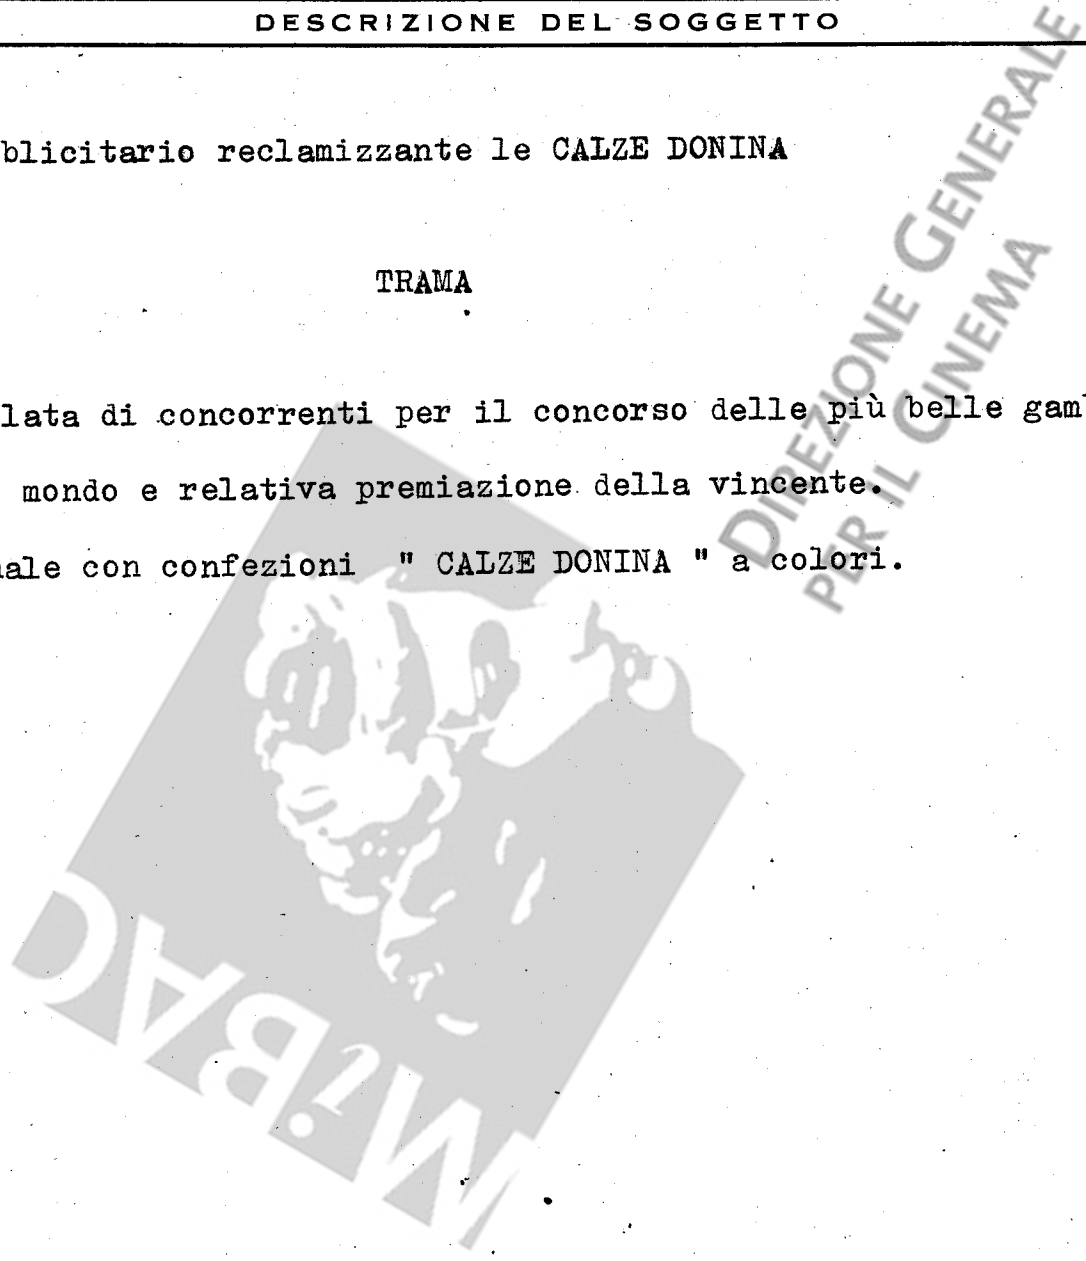 DESCRIZIONE DEL SOGGETTO
blicitario reclamizzante le CALZE DONINA
TRAMA
lata di concorrenti per il concorso delle più belle gam
mondo e relativa premiazione della vincente.
ale con confezioni " CALZE DONINA " a colori.
DIREZIONE GENERALE
PER IL CINEMA
MiBAC